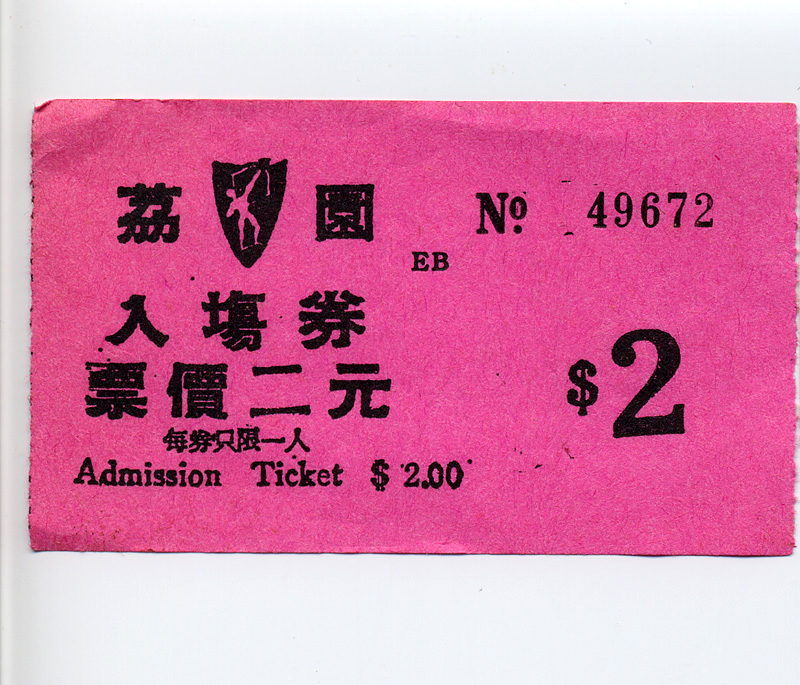 荔園 Nº 49672
EB
入場券
票價二元
$2
每券只限一人
Admission Ticket $ 2.00